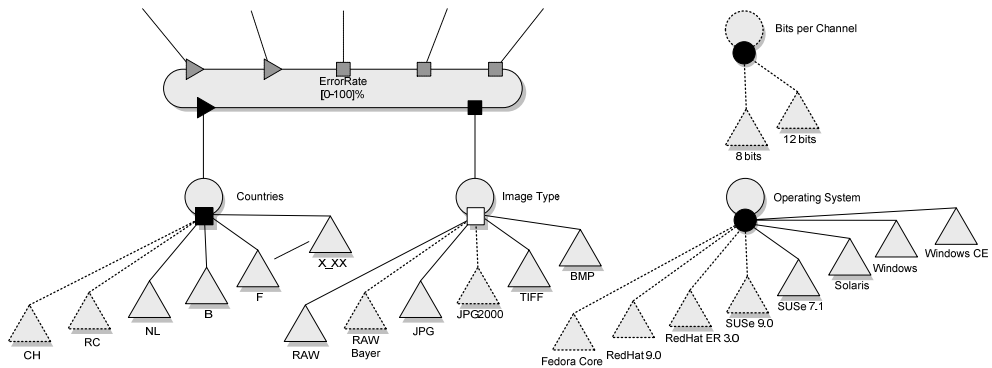 Bits per Channel
ErrorRate
[0-100]%
8 bits
12 bits
Countries
Image Type
Operating System
CH
RC
NL
B
F
X_XX
RAW
RAW
Bayer
JPG
JPG2000
TIFF
BMP
Fedora Core
RedHat 9.0
RedHat ER 3.0
SUSe 9.0
SUSe 7.1
Solaris
Windows
Windows CE